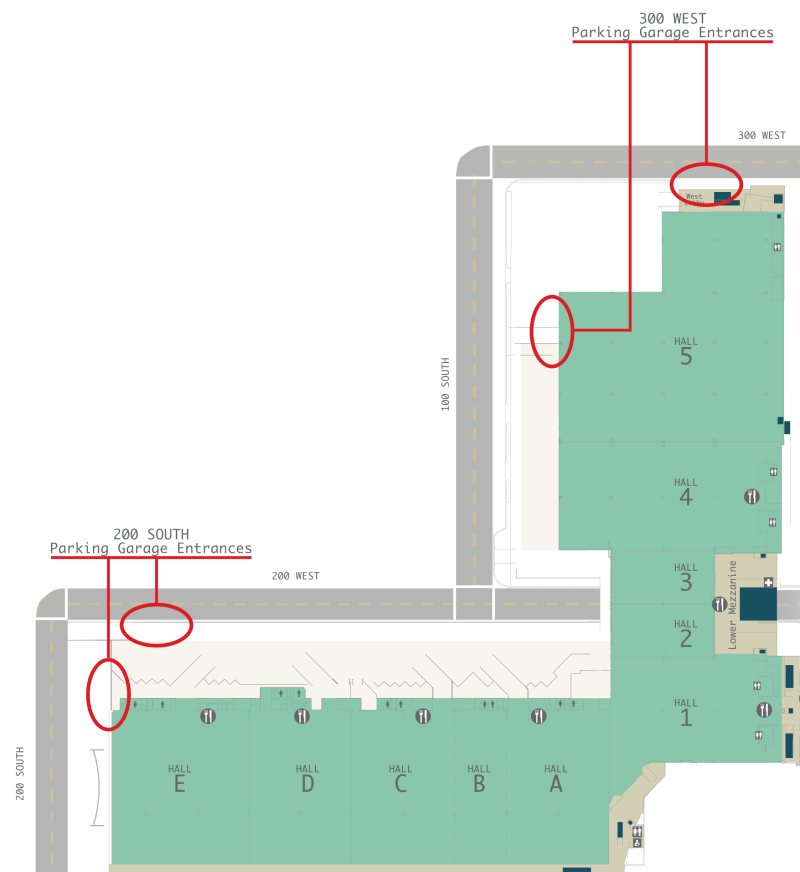 300 WEST
Parking Garage Entrances
300 WEST
West
HALL
5
100 SOUTH
HALL
4
200 SOUTH
Parking Garage Entrances
200 WEST
HALL
3
Lower Mezzanine
HALL
2
HALL
1
200 SOUTH
HALL
E
HALL
D
HALL
C
HALL
B
HALL
A